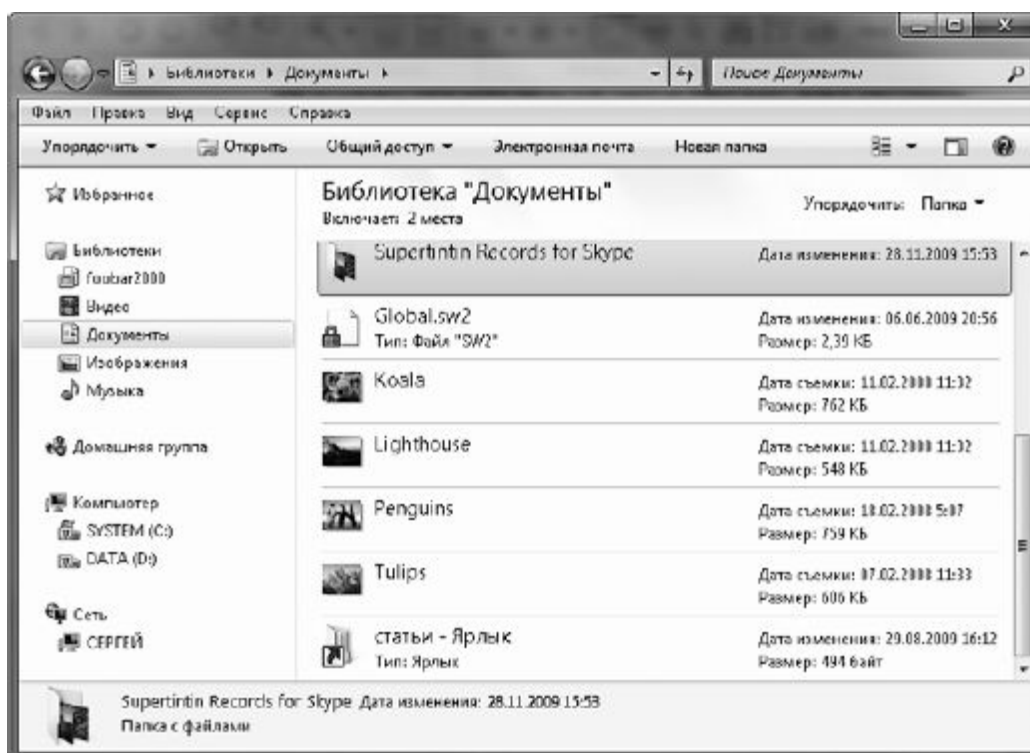 Библиотеки Документы
Поиск: Документы
Файл Правка Вид Сервис Справка
Упорядочить Открыть Общий доступ Электронная почта Новая папка
Избранное
Библиотеки
foobar2000
Видео
Документы
Изображения
Музыка
Домашняя группа
Компьютер
SYSTEM (C:)
DATA (D:)
Сеть
СЕРГЕЙ
Библиотека "Документы"
Включает: 2 места
Упорядочить: Папка
Supertintin Records for Skype Дата изменения: 28.11.2009 15:53
Global.sw2 Дата изменения: 06.06.2009 20:56
Тип: Файл "SW2" Размер: 2,39 КБ
Koala Дата съемки: 11.02.2008 11:32
Размер: 762 КБ
Lighthouse Дата съемки: 11.02.2008 11:32
Размер: 548 КБ
Penguins Дата съемки: 18.02.2008 5:07
Размер: 759 КБ
Tulips Дата съемки: 07.02.2008 11:33
Размер: 606 КБ
статьи - Ярлык Дата изменения: 29.08.2009 16:12
Тип: Ярлык Размер: 494 байт
Supertintin Records for Skype Дата изменения: 28.11.2009 15:53
Папка с файлами